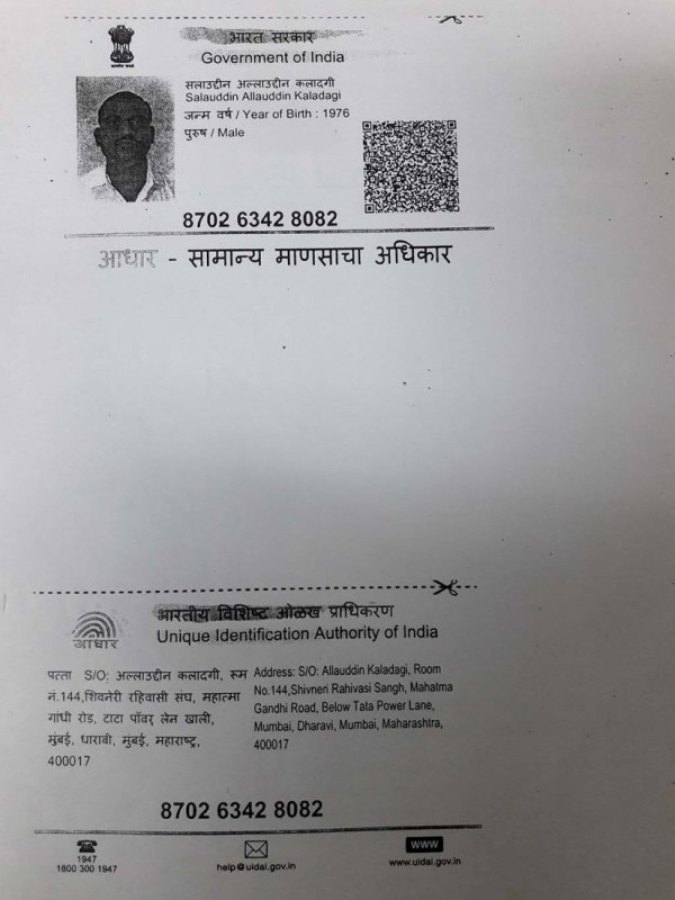 भारत सरकार
Government of India
सलाउद्दीन अल्लाउद्दीन कलादगी
Salauddin Allauddin Kaladagi
जन्म वर्ष / Year of Birth : 1976
पुरुष / Male
8702 6342 8082
आधार - सामान्य माणसाचा अधिकार
भारतीय विशिष्ट ओळख प्राधिकरण
Unique Identification Authority of India
आधार
पत्ता S/O: अल्लाउद्दीन कलादगी, रूम
नं.144,शिवनेरी रहिवासी संघ, महात्मा
गांधी रोड, टाटा पॉवर् लेन खाली,
मुंबई, धारावी, मुंबई, महाराष्ट्र,
400017
Address: S/O: Allauddin Kaladagi, Room
No.144,Shivneri Rahivasi Sangh, Mahatma
Gandhi Road, Below Tata Power Lane,
Mumbai, Dharavi, Mumbai, Maharashtra,
400017
8702 6342 8082
1947
1800 300 1947
help@uidai.gov.in
WWW
www.uidai.gov.in